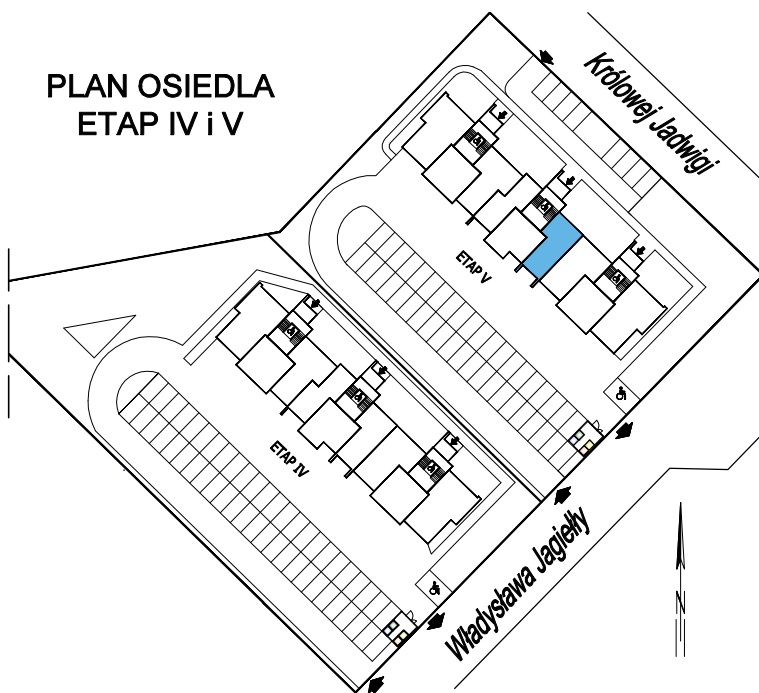 PLAN OSIEDLA
ETAP IV i V
Królowej Jadwigi
ETAP V
ETAP IV
Władysława Jagiełły
N